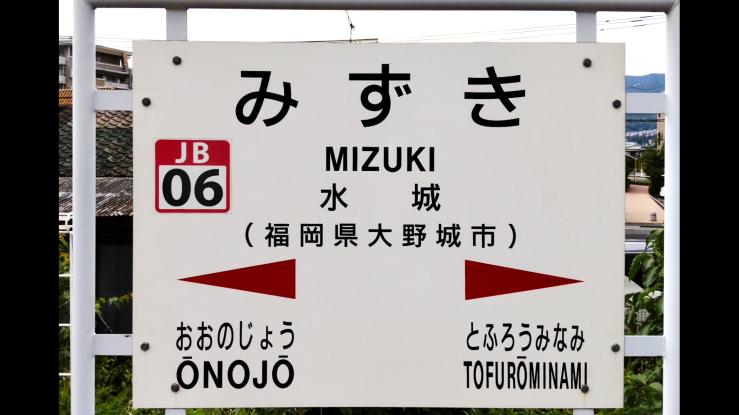 みずき
JB
06
MIZUKI
水城
(福岡県大野城市)
おおのじょう
ŌNOJŌ
とふろうみなみ
TOFURŌMINAMI